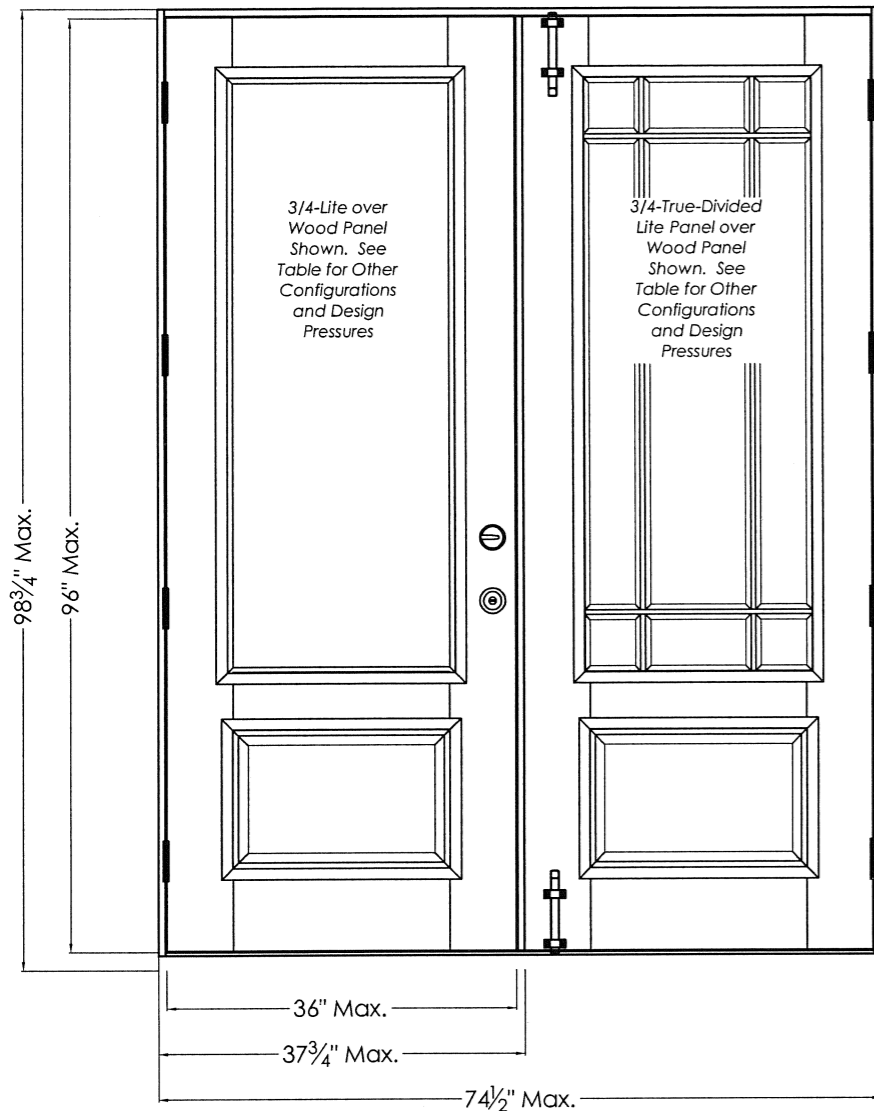 3/4-Lite over
Wood Panel
Shown. See
Table for Other
Configurations
and Design
Pressures
3/4-True-Divided
Lite Panel over
Wood Panel
Shown. See
Table for Other
Configurations
and Design
Pressures
98¾" Max.
96" Max.
36" Max.
37¾" Max.
74½" Max.